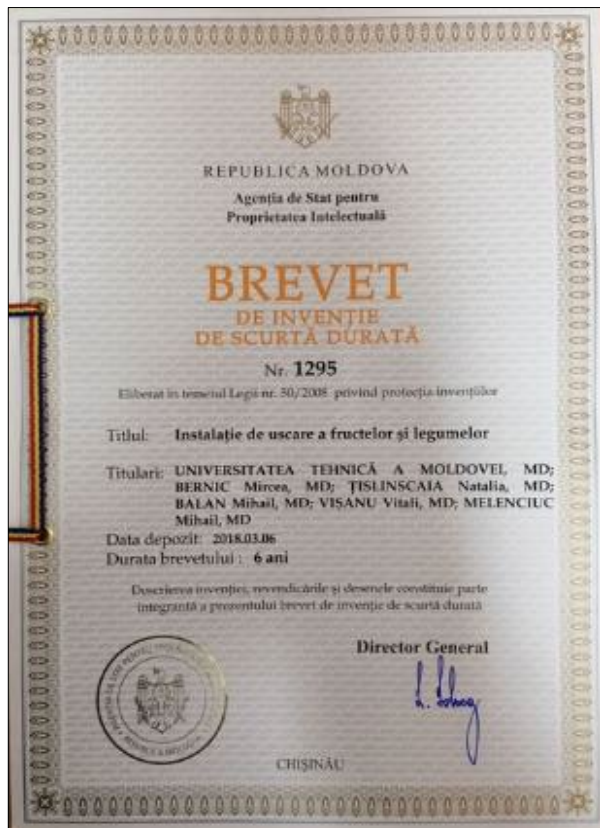 REPUBLICA MOLDOVA
Agenția de Stat pentru
Proprietatea Intelectuală
BREVET
DE INVENȚIE
DE SCURTĂ DURATĂ
Nr. 1295
Eliberat în temeiul Legii nr. 50/2008 privind protecția invențiilor
Titlul: Instalație de uscare a fructelor și legumelor
Titulari: UNIVERSITATEA TEHNICĂ A MOLDOVEI, MD;
BERNIC Mircea, MD; ȚISLINSCAIA Natalia, MD;
BALAN Mihail, MD; VIȘANU Vitali, MD; MELENCIUC
Mihail, MD
Data depozit: 2018.03.06
Durata brevetului : 6 ani
Descrierea invenției, revendicările și desenele constituie parte
integrantă a prezentului brevet de invenție de scurtă durată
Director General
REPUBLICA MOLDOVA
CHIȘINĂU